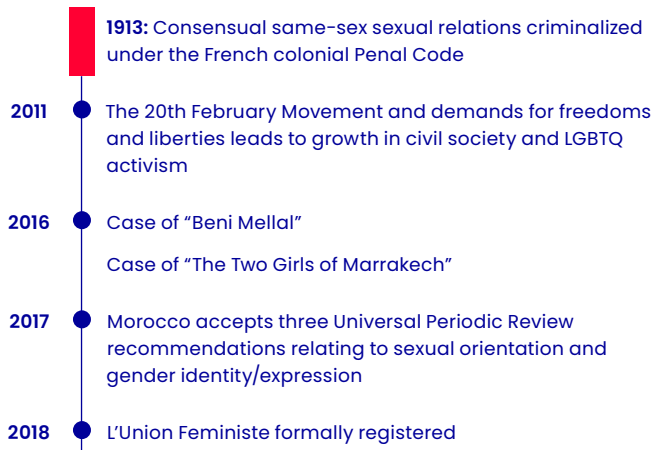 1913: Consensual same-sex sexual relations criminalized
under the French colonial Penal Code
2011 The 20th February Movement and demands for freedoms
and liberties leads to growth in civil society and LGBTQ
activism
2016 Case of “Beni Mellal”
Case of “The Two Girls of Marrakech”
2017 Morocco accepts three Universal Periodic Review
recommendations relating to sexual orientation and
gender identity/expression
2018 L’Union Feministe formally registered